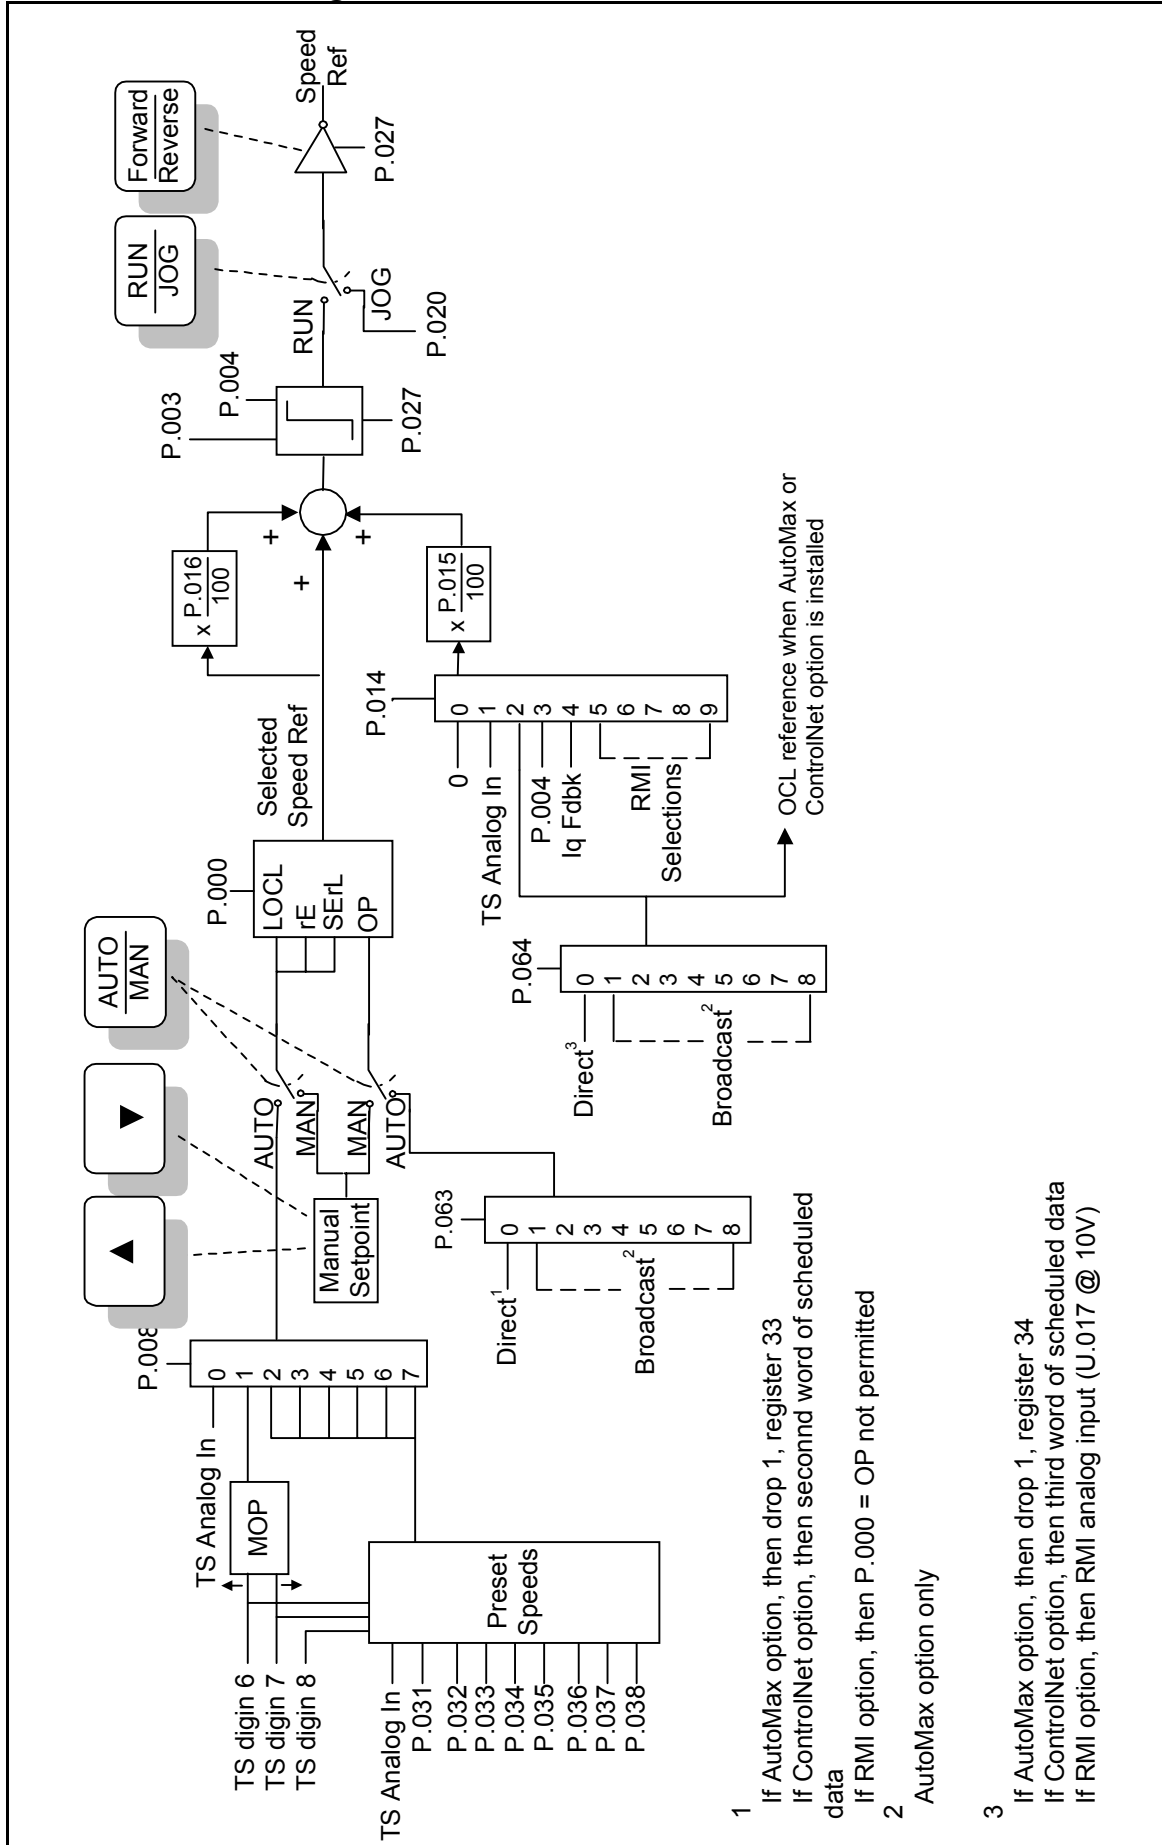 TS digin 6
TS digin 7
TS digin 8
TS Analog In
P.031
P.032
P.033
P.034
P.035
P.036
P.037
P.038
Preset
Speeds
MOP
TS Analog In
P.008
0
1
2
3
4
5
6
7
▲
▼
Manual
Setpoint
AUTO
MAN
MAN
AUTO
AUTO
MAN
P.063
0
1
2
3
4
5
6
7
8
Direct1
Broadcast2
P.000
LOCL
rE
SErL
OP
Selected
Speed Ref
P.064
0
1
2
3
4
5
6
7
8
Direct3
Broadcast2
P.014
0
1
2
3
4
5
6
7
8
9
0
TS Analog In
P.004
Iq Fdbk
RMI
Selections
OCL reference when AutoMax or
ControlNet option is installed
x P.016
100
x P.015
100
+
+
+
P.003
P.004
P.027
RUN
JOG
P.020
RUN
JOG
Forward
Reverse
P.027
Speed
Ref
1
If AutoMax option, then drop 1, register 33
If ControlNet option, then seconnd word of scheduled
data
If RMI option, then P.000 = OP not permitted
2
AutoMax option only
3
If AutoMax option, then drop 1, register 34
If ControlNet option, then third word of scheduled data
If RMI option, then RMI analog input (U.017 @ 10V)